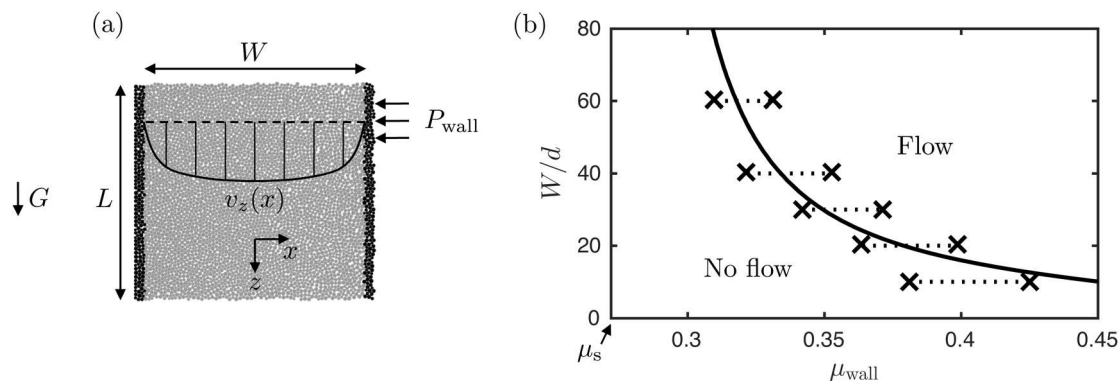 (a)
W
P_wall
G
L
v_z(x)
x
z
(b)
80
60
40
20
0
W/d
Flow
No flow
μ_s
0.3
0.35
0.4
0.45
μ_wall